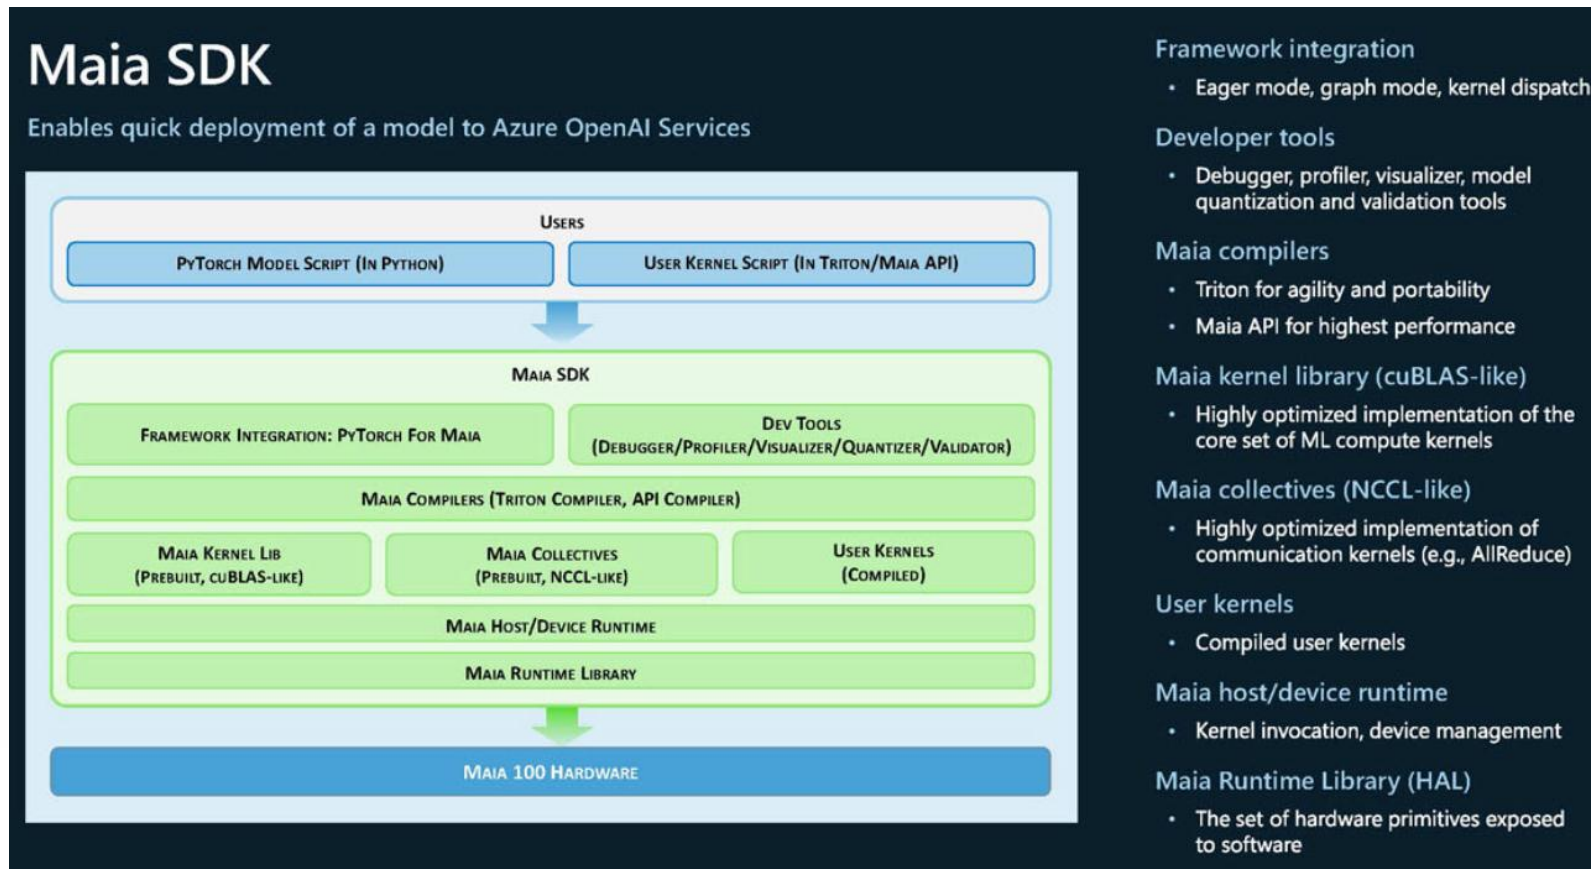 Maia SDK
Enables quick deployment of a model to Azure OpenAI Services
USERS
PYTORCH MODEL SCRIPT (IN PYTHON)
USER KERNEL SCRIPT (IN TRITON/MAIA API)
MAIA SDK
FRAMEWORK INTEGRATION: PYTORCH FOR MAIA
DEV TOOLS
(DEBUGGER/PROFILER/VISUALIZER/QUANTIZER/VALIDATOR)
MAIA COMPILERS (TRITON COMPILER, API COMPILER)
MAIA KERNEL LIB
(PREBUILT, CUBLAS-LIKE)
MAIA COLLECTIVES
(PREBUILT, NCCL-LIKE)
USER KERNELS
(COMPILED)
MAIA HOST/DEVICE RUNTIME
MAIA RUNTIME LIBRARY
MAIA 100 HARDWARE
Framework integration
• Eager mode, graph mode, kernel dispatch
Developer tools
• Debugger, profiler, visualizer, model
quantization and validation tools
Maia compilers
• Triton for agility and portability
• Maia API for highest performance
Maia kernel library (cuBLAS-like)
• Highly optimized implementation of the
core set of ML compute kernels
Maia collectives (NCCL-like)
• Highly optimized implementation of
communication kernels (e.g., AllReduce)
User kernels
• Compiled user kernels
Maia host/device runtime
• Kernel invocation, device management
Maia Runtime Library (HAL)
• The set of hardware primitives exposed
to software